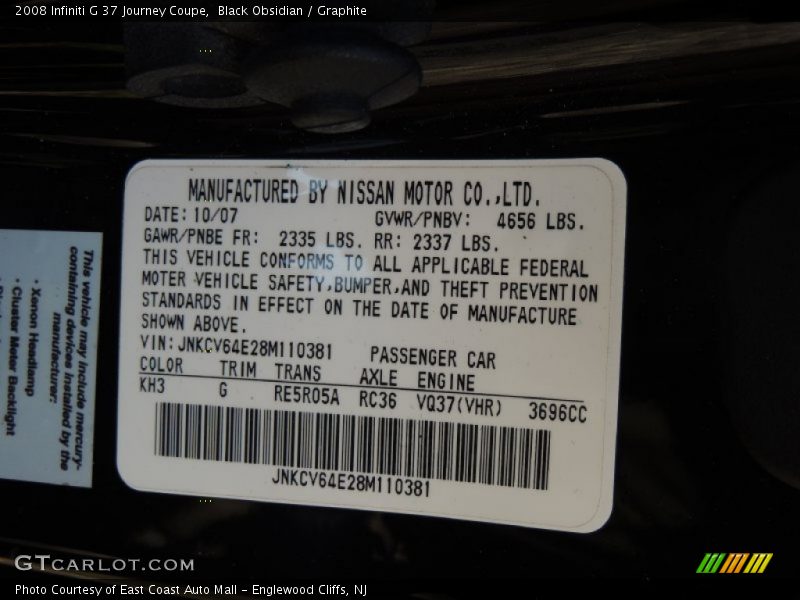 2008 Infiniti G 37 Journey Coupe,  Black Obsidian / Graphite
MANUFACTURED BY NISSAN MOTOR CO.,LTD.
DATE: 10/07 GVWR/PNBV: 4656 LBS.
GAWR/PNBE FR: 2335 LBS. RR: 2337 LBS.
THIS VEHICLE CONFORMS TO ALL APPLICABLE FEDERAL
MOTER VEHICLE SAFETY,BUMPER,AND THEFT PREVENTION
STANDARDS IN EFFECT ON THE DATE OF MANUFACTURE
SHOWN ABOVE.
VIN: JNKCV64E28M110381 PASSENGER CAR
COLOR TRIM TRANS AXLE ENGINE
KH3 G RE5R05A RC36 VQ37(VHR) 3696CC
JNKCV64E28M110381
This vehicle may include mercury-
containing devices installed by the
manufacturer:
• Xenon Headlamp
• Cluster Meter Backlight
GTCARLOT.COM
Photo Courtesy of East Coast Auto Mall – Englewood Cliffs, NJ